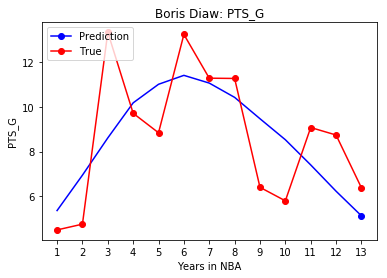 Boris Diaw: PTS_G
Prediction
True
12
10
8
6
PTS_G
1 2 3 4 5 6 7 8 9 10 11 12 13
Years in NBA